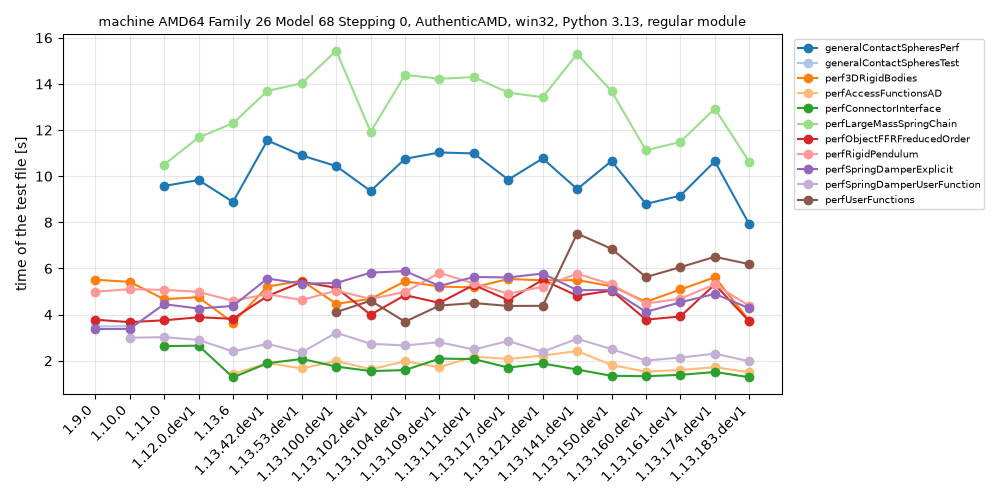 machine AMD64 Family 26 Model 68 Stepping 0, AuthenticAMD, win32, Python 3.13, regular module
time of the test file [s]
16
14
12
10
8
6
4
2
1.9.0
1.10.0
1.11.0
1.12.0.dev1
1.13.6
1.13.42.dev1
1.13.53.dev1
1.13.100.dev1
1.13.102.dev1
1.13.104.dev1
1.13.109.dev1
1.13.111.dev1
1.13.117.dev1
1.13.121.dev1
1.13.141.dev1
1.13.150.dev1
1.13.160.dev1
1.13.161.dev1
1.13.174.dev1
1.13.183.dev1
generalContactSpheresPerf
generalContactSpheresTest
perf3DRigidBodies
perfAccessFunctionsAD
perfConnectorInterface
perfLargeMassSpringChain
perfObjectFFRFreducedOrder
perfRigidPendulum
perfSpringDamperExplicit
perfSpringDamperUserFunction
perfUserFunctions